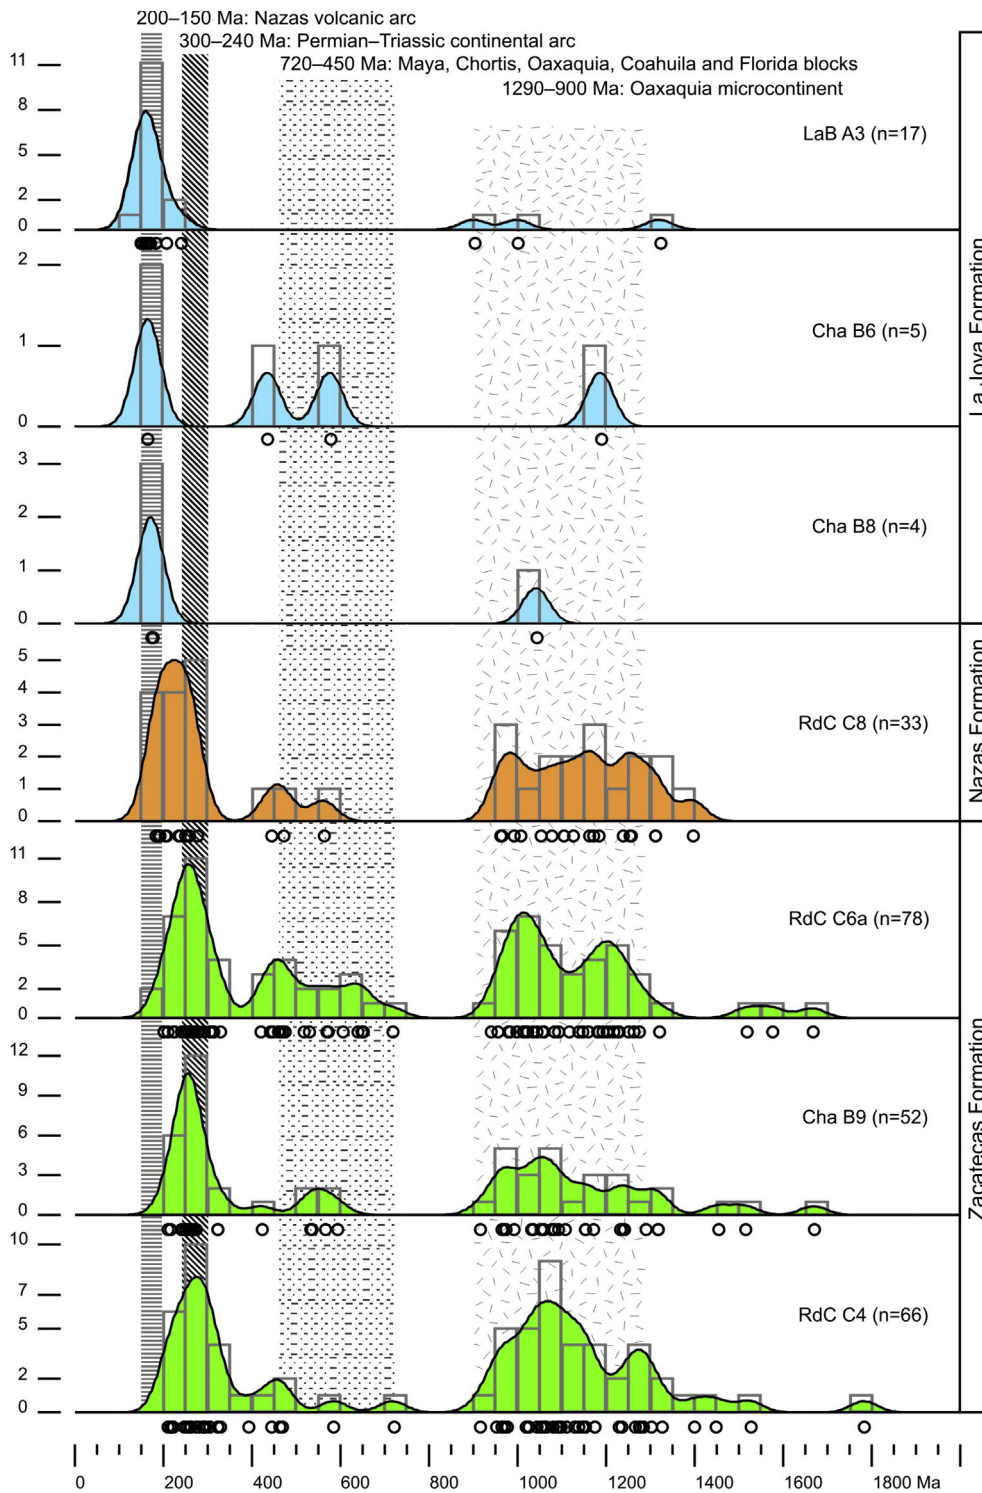 200–150 Ma: Nazas volcanic arc
300–240 Ma: Permian–Triassic continental arc
720–450 Ma: Maya, Chortis, Oaxaquia, Coahuila and Florida blocks
1290–900 Ma: Oaxaquia microcontinent
11
8
5
2
0
LaB A3 (n=17)
2
1
0
Cha B6 (n=5)
La Joya Formation
3
2
1
0
Cha B8 (n=4)
5
4
3
2
1
0
RdC C8 (n=33)
Nazas Formation
11
8
5
2
0
RdC C6a (n=78)
12
9
6
3
0
Cha B9 (n=52)
Zacatecas Formation
10
7
5
2
0
RdC C4 (n=66)
0 200 400 600 800 1000 1200 1400 1600 1800 Ma